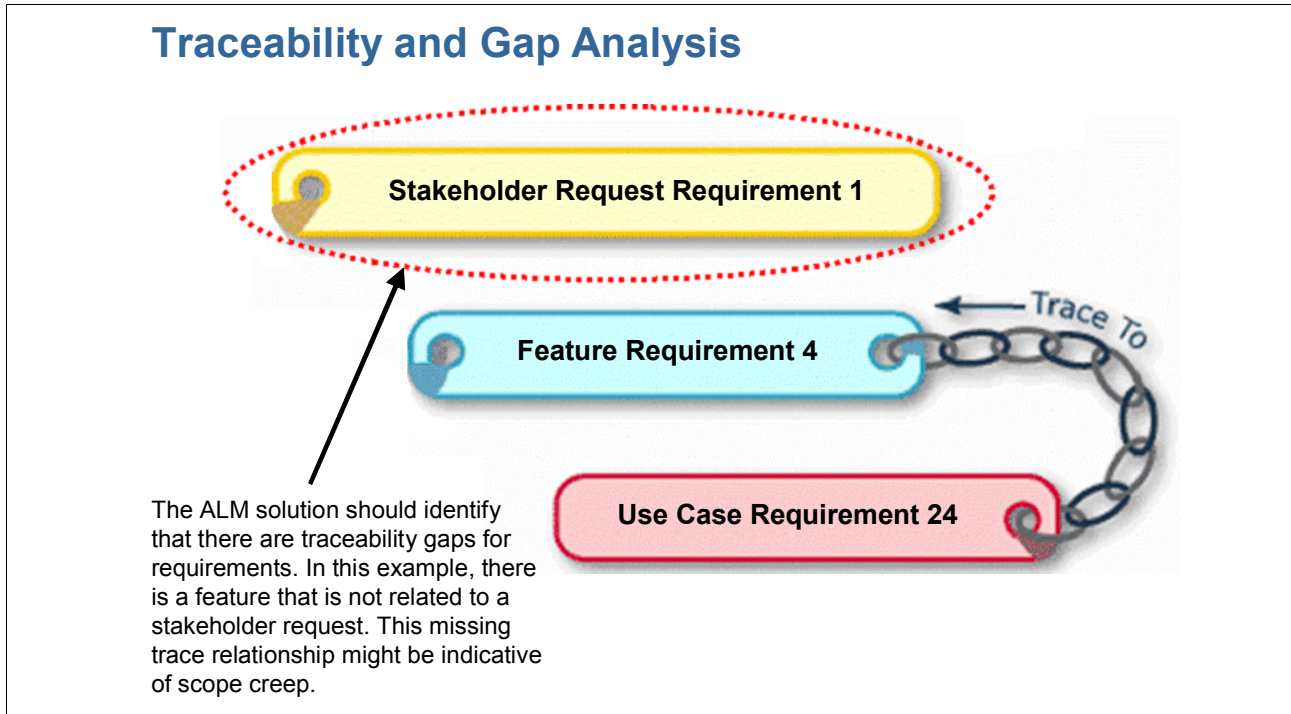 Traceability and Gap Analysis
Stakeholder Request Requirement 1
Trace To
Feature Requirement 4
Use Case Requirement 24
The ALM solution should identify
that there are traceability gaps for
requirements. In this example, there
is a feature that is not related to a
stakeholder request. This missing
trace relationship might be indicative
of scope creep.